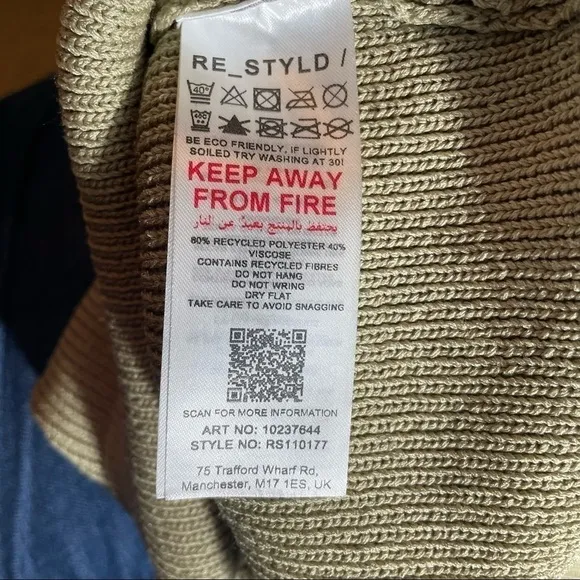 RE_STYLD /
40°
BE ECO FRIENDLY, IF LIGHTLY
SOILED TRY WASHING AT 30!
KEEP AWAY
FROM FIRE
يحتفظ بالمنتج بعيدًا عن النار
60% RECYCLED POLYESTER 40%
VISCOSE
CONTAINS RECYCLED FIBRES
DO NOT HANG
DO NOT WRING
DRY FLAT
TAKE CARE TO AVOID SNAGGING
SCAN FOR MORE INFORMATION
ART NO: 10237644
STYLE NO: RS110177
75 Trafford Wharf Rd,
Manchester, M17 1ES, UK